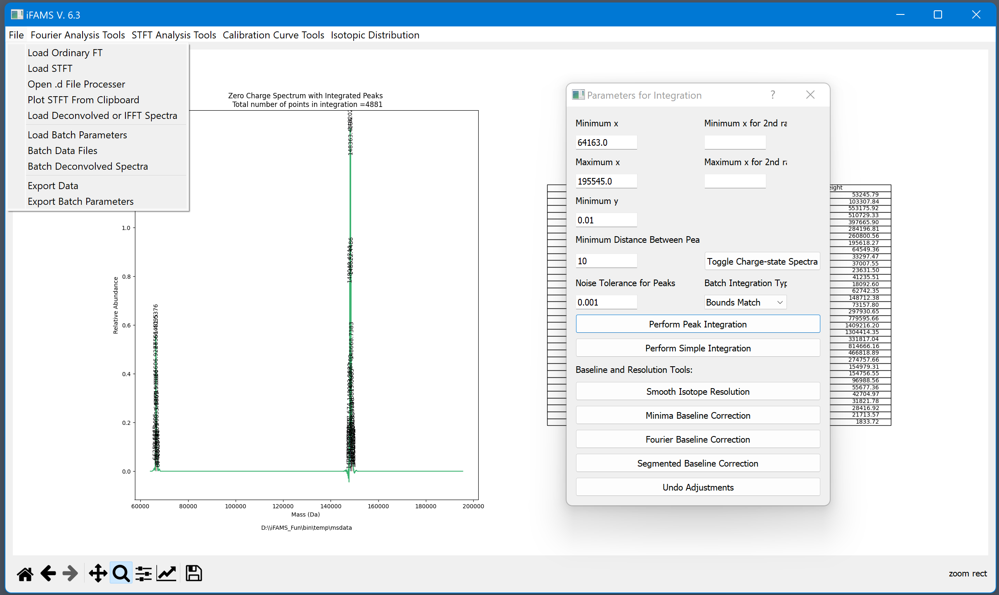 iFAMS V. 6.3
File Fourier Analysis Tools STFT Analysis Tools Calibration Curve Tools Isotopic Distribution
Load Ordinary FT
Load STFT
Open .d File Processer
Plot STFT From Clipboard
Load Deconvolved or IFFT Spectra
Load Batch Parameters
Batch Data Files
Batch Deconvolved Spectra
Export Data
Export Batch Parameters
Zero Charge Spectrum with Integrated Peaks
Total number of points in integration =4881
1.0
0.8
0.6
0.4
0.2
0.0
Relative Abundance
148668.7383
60000 80000 100000 120000 140000 160000 180000 200000
Mass (Da)
D:\\iFAMS_Fun\bin\temp\msdata
Parameters for Integration ?
Minimum x
Minimum x for 2nd ra
64163.0
Maximum x
Maximum x for 2nd
195545.0
Minimum y
0.01
Minimum Distance Between Pea
10
Toggle Charge-state Spectra
Noise Tolerance for Peaks
Batch Integration Typ
0.001
Bounds Match
Perform Peak Integration
Perform Simple Integration
Baseline and Resolution Tools:
Smooth Isotope Resolution
Minima Baseline Correction
Fourier Baseline Correction
Segmented Baseline Correction
Undo Adjustments
eight
53245.79
103307.84
553175.92
510729.33
397665.90
284196.81
260800.56
195618.27
64549.36
33297.47
37007.55
23631.50
41235.51
18092.60
62742.35
148712.38
73157.80
297930.65
779595.66
1409216.20
1304414.35
331817.04
814666.16
466818.89
274757.66
154979.31
154756.55
96988.56
55677.36
42704.97
31821.78
28416.92
21713.57
1833.72
zoom rect